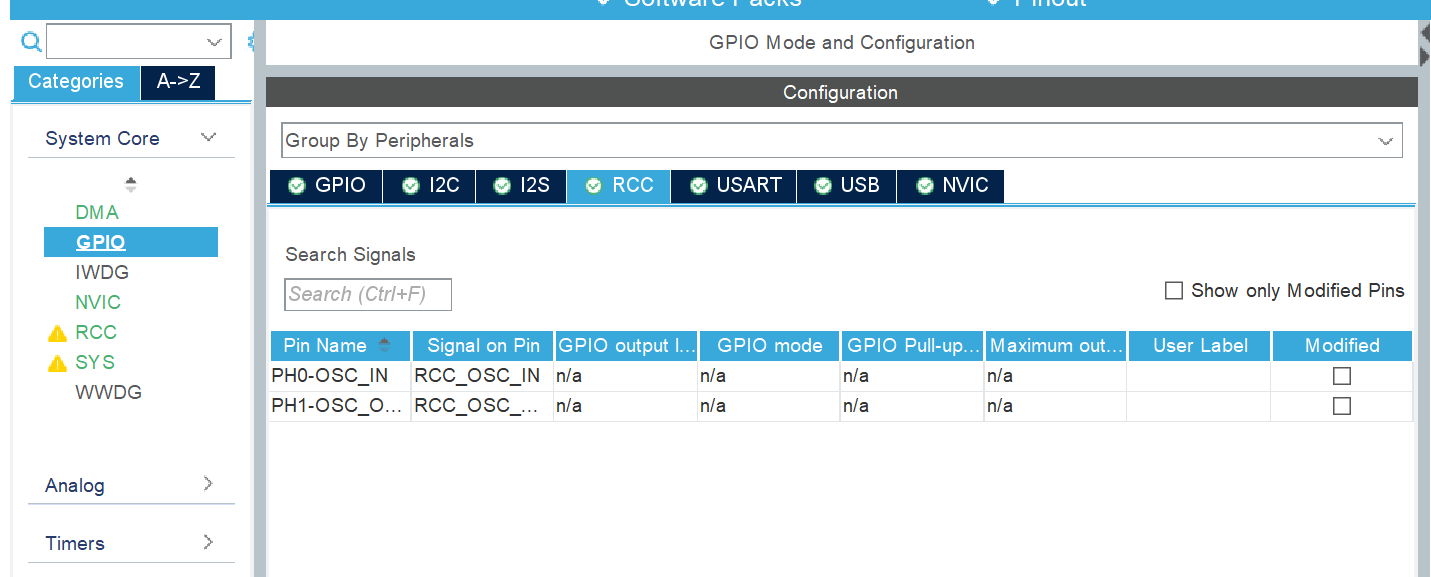 Software Packs Pinout
GPIO Mode and Configuration
Categories A->Z
Configuration
System Core
Group By Peripherals
GPIO I2C I2S RCC USART USB NVIC
DMA
GPIO
IWDG
NVIC
RCC
SYS
WWDG
Analog
Timers
Search Signals
Search (Ctrl+F)
Show only Modified Pins
Pin Name Signal on Pin GPIO output l... GPIO mode GPIO Pull-up... Maximum out... User Label Modified
PH0-OSC_IN RCC_OSC_IN n/a n/a n/a n/a
PH1-OSC_O... RCC_OSC_... n/a n/a n/a n/a